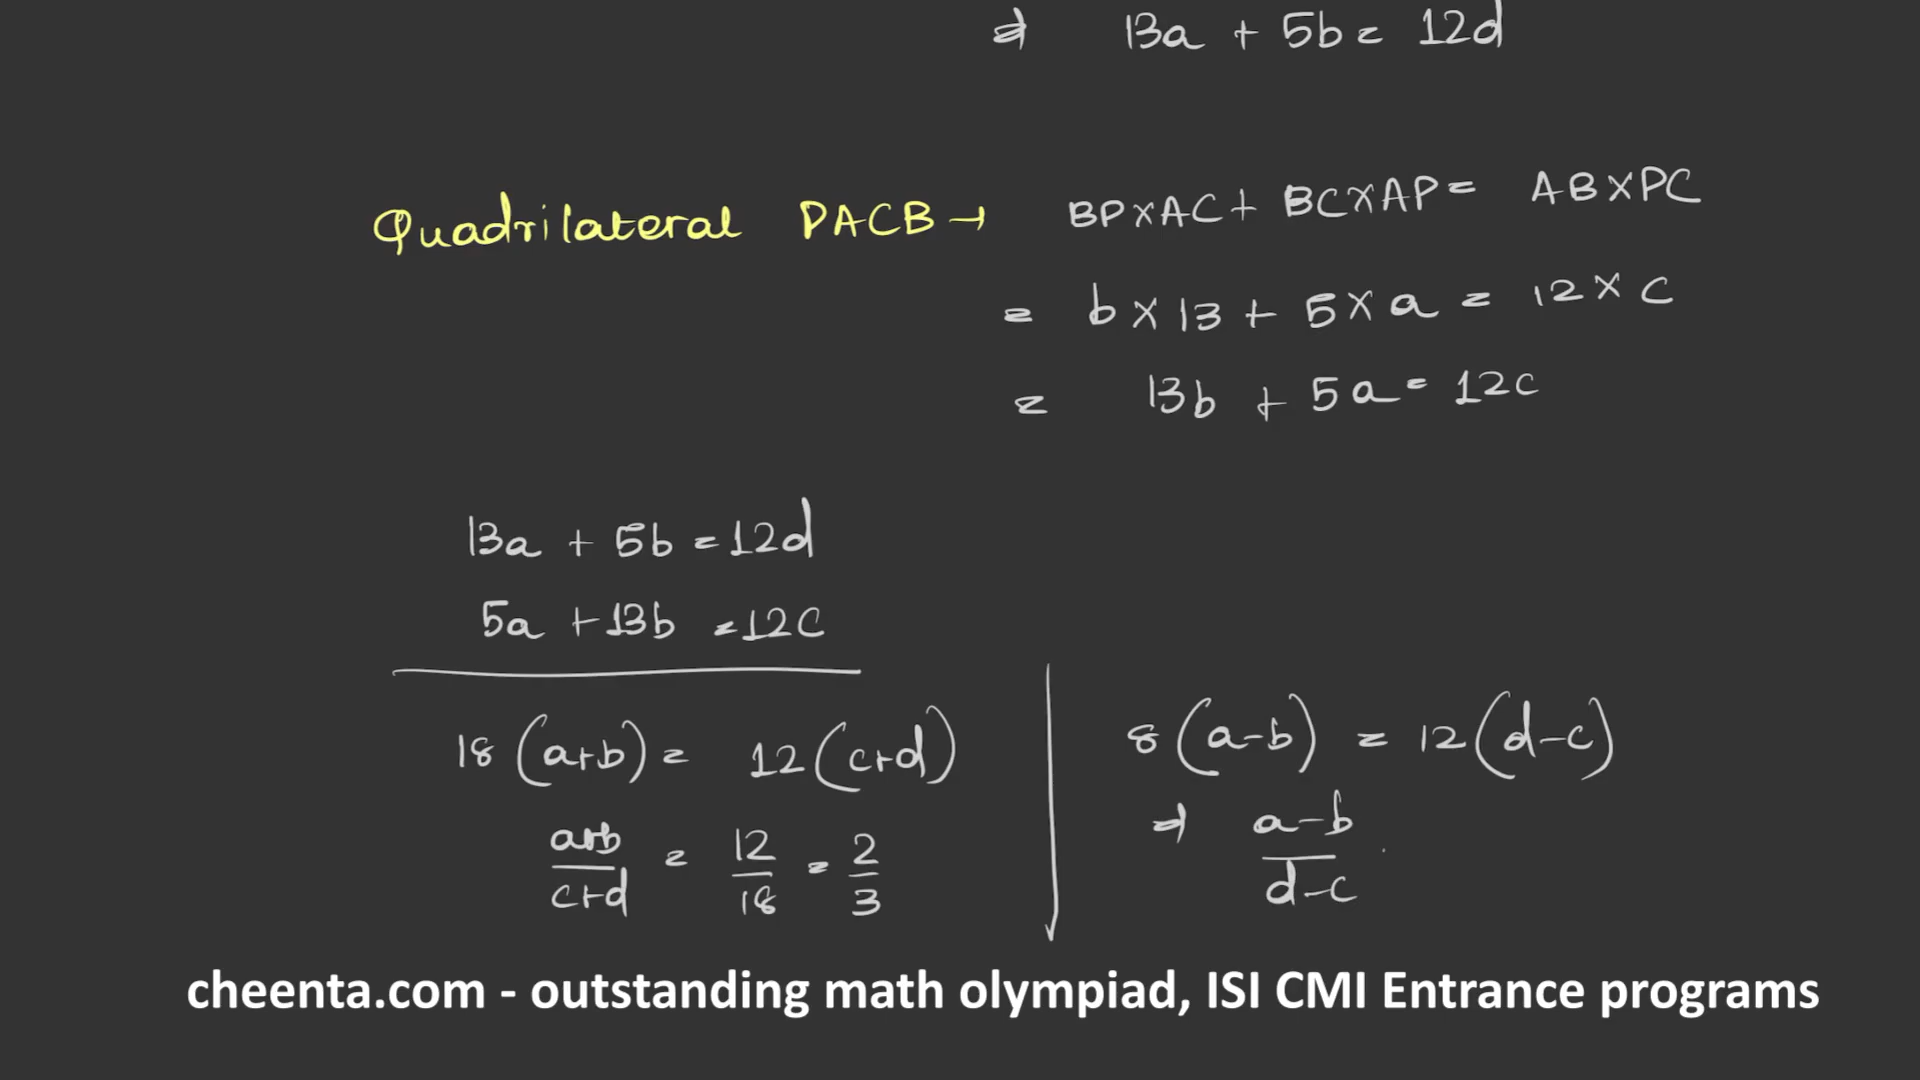 ⇒ 13a + 5b = 12d
Quadrilateral PACB → BP×AC + BC×AP = AB×PC
= b×13 + 5×a = 12×c
= 13b + 5a = 12c
13a + 5b = 12d
5a + 13b = 12c
18(a+b) = 12(c+d)
8(a-b) = 12(d-c)
a+b/c+d = 12/18 = 2/3
⇒ a-b/d-c
cheenta.com - outstanding math olympiad, ISI CMI Entrance programs